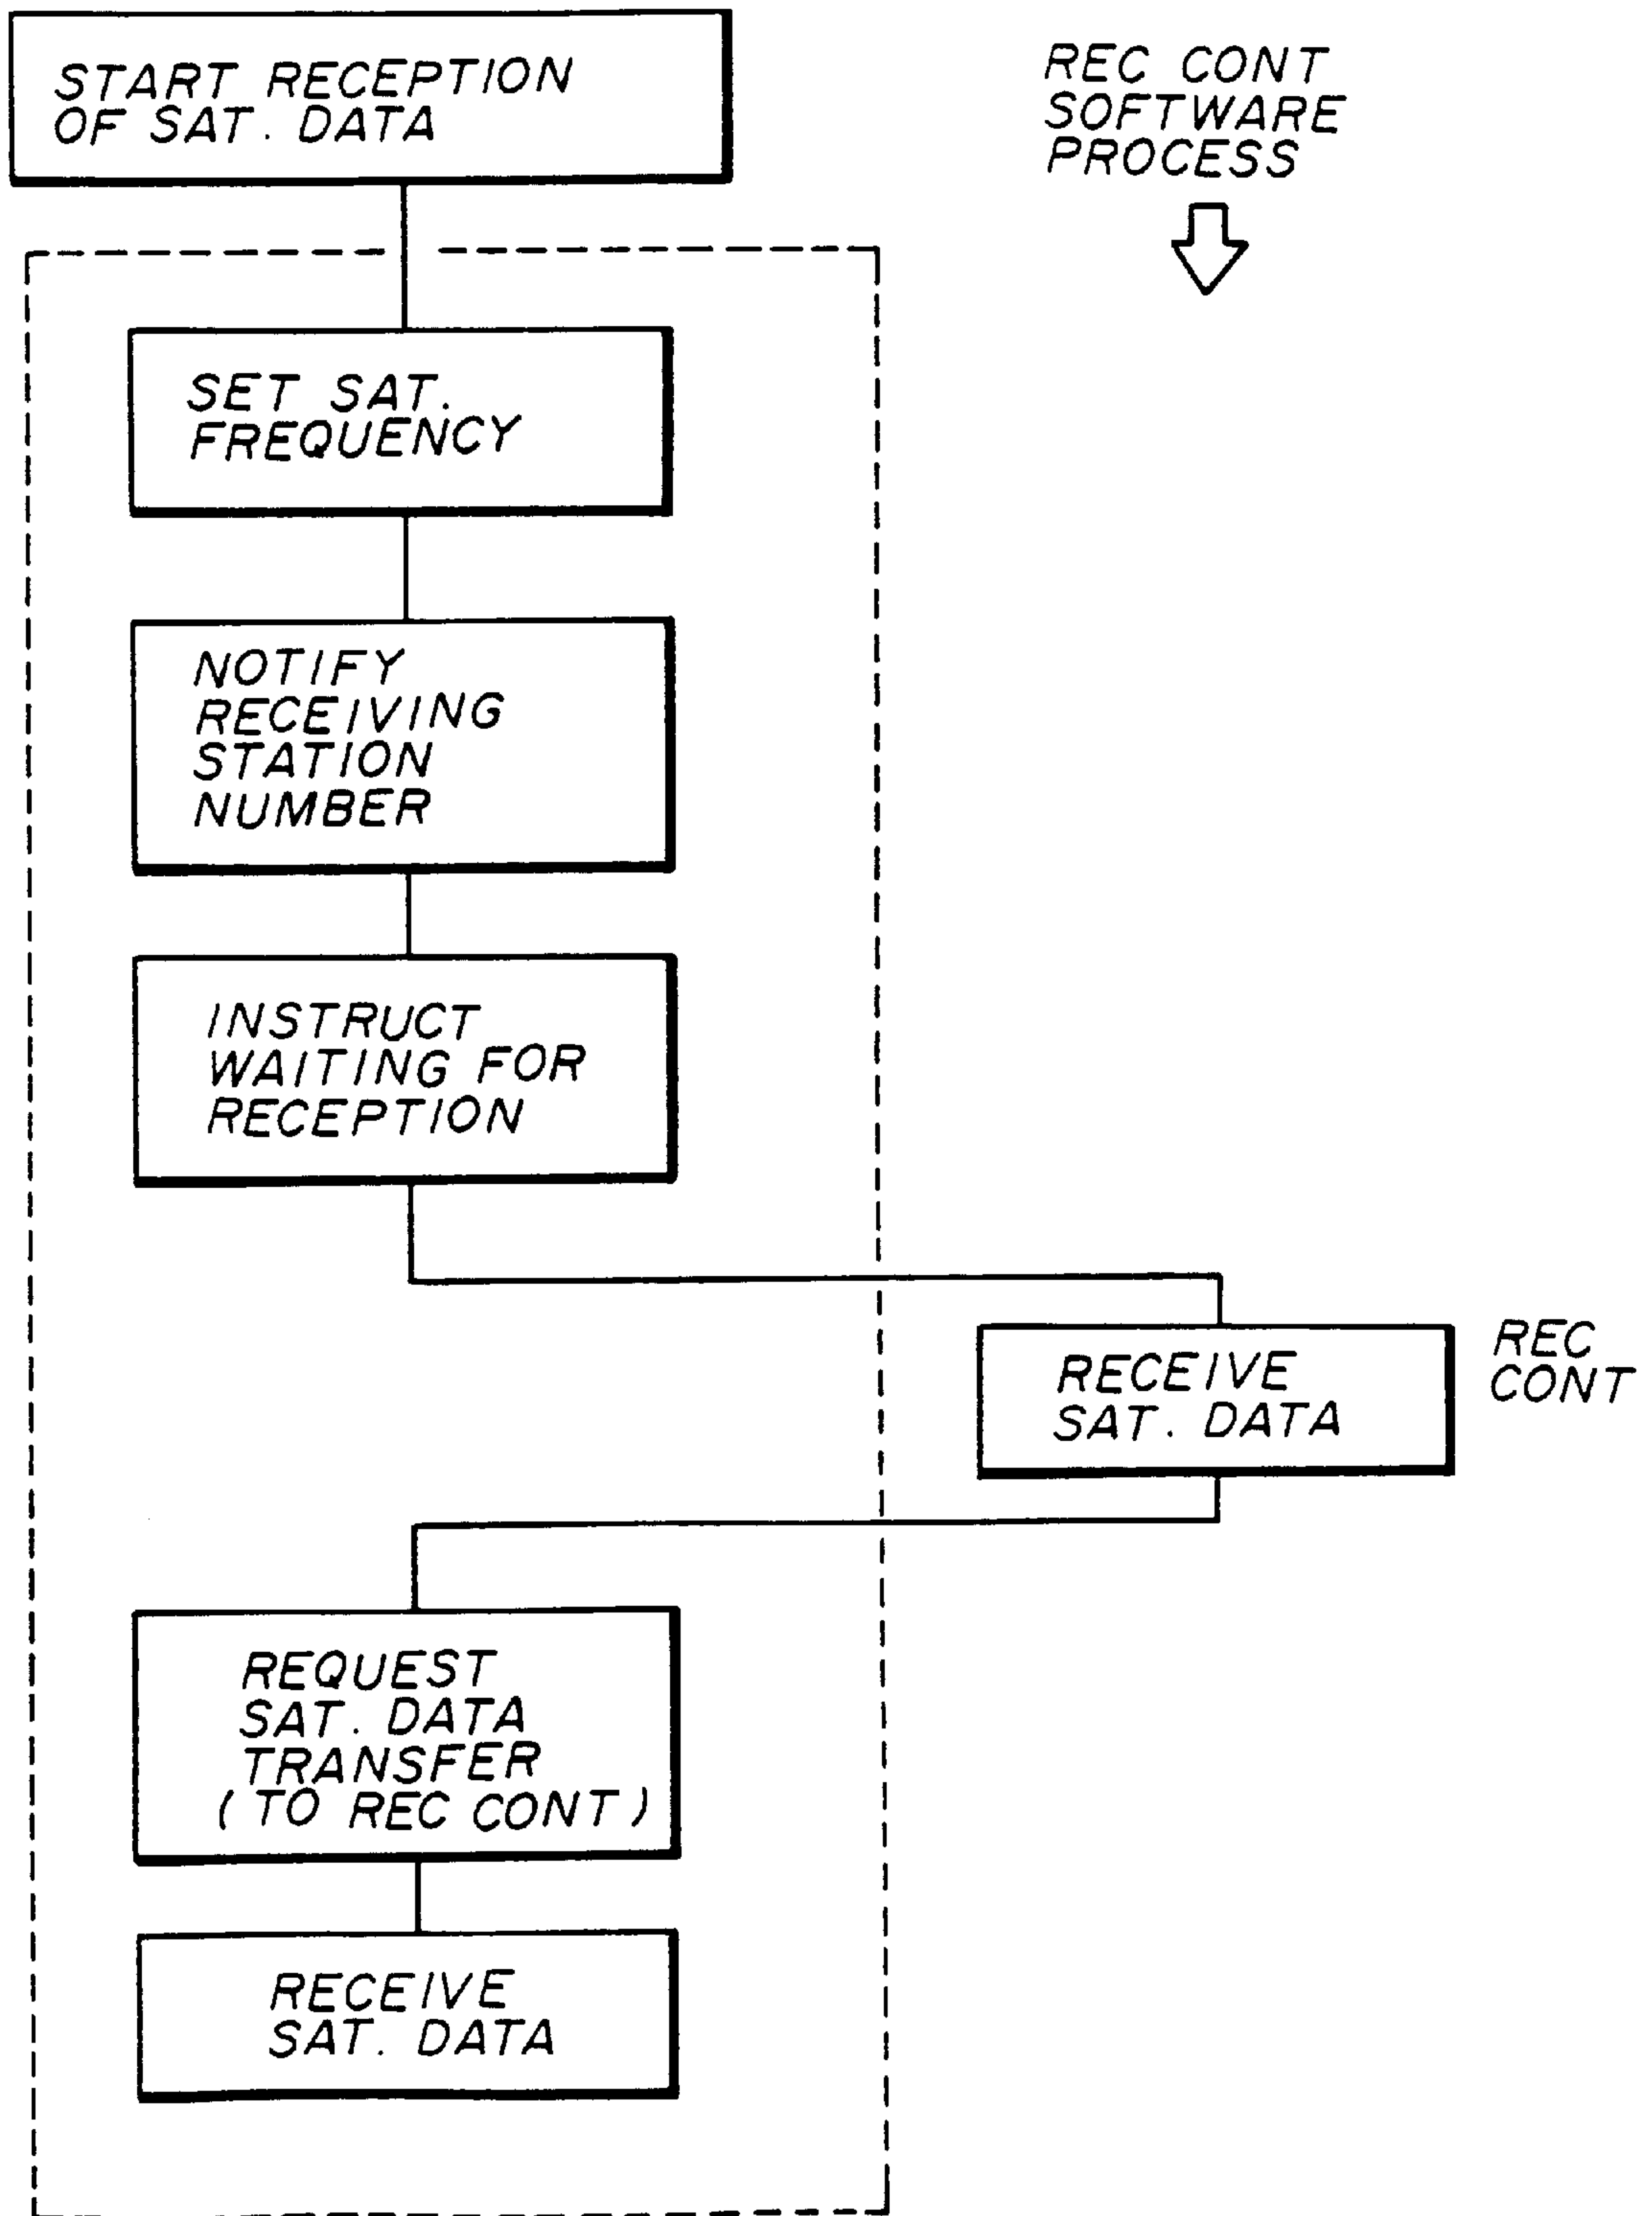 START RECEPTION
OF SAT. DATA
REC CONT
SOFTWARE
PROCESS
SET SAT.
FREQUENCY
NOTIFY
RECEIVING
STATION
NUMBER
INSTRUCT
WAITING FOR
RECEPTION
RECEIVE
SAT. DATA
REC
CONT
REQUEST
SAT. DATA
TRANSFER
(TO REC CONT)
RECEIVE
SAT. DATA